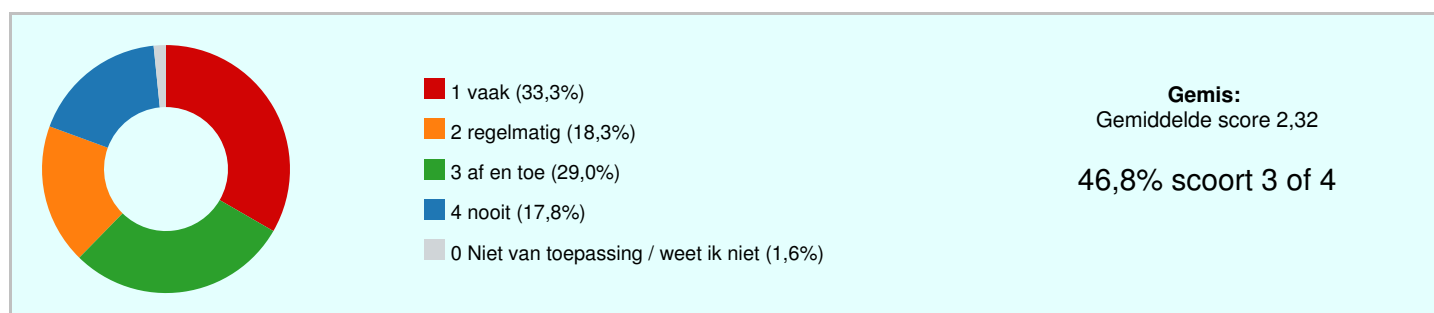 1 vaak (33,3%)
2 regelmatig (18,3%)
3 af en toe (29,0%)
4 nooit (17,8%)
0 Niet van toepassing / weet ik niet (1,6%)
Gemis:
Gemiddelde score 2,32
46,8% scoort 3 of 4